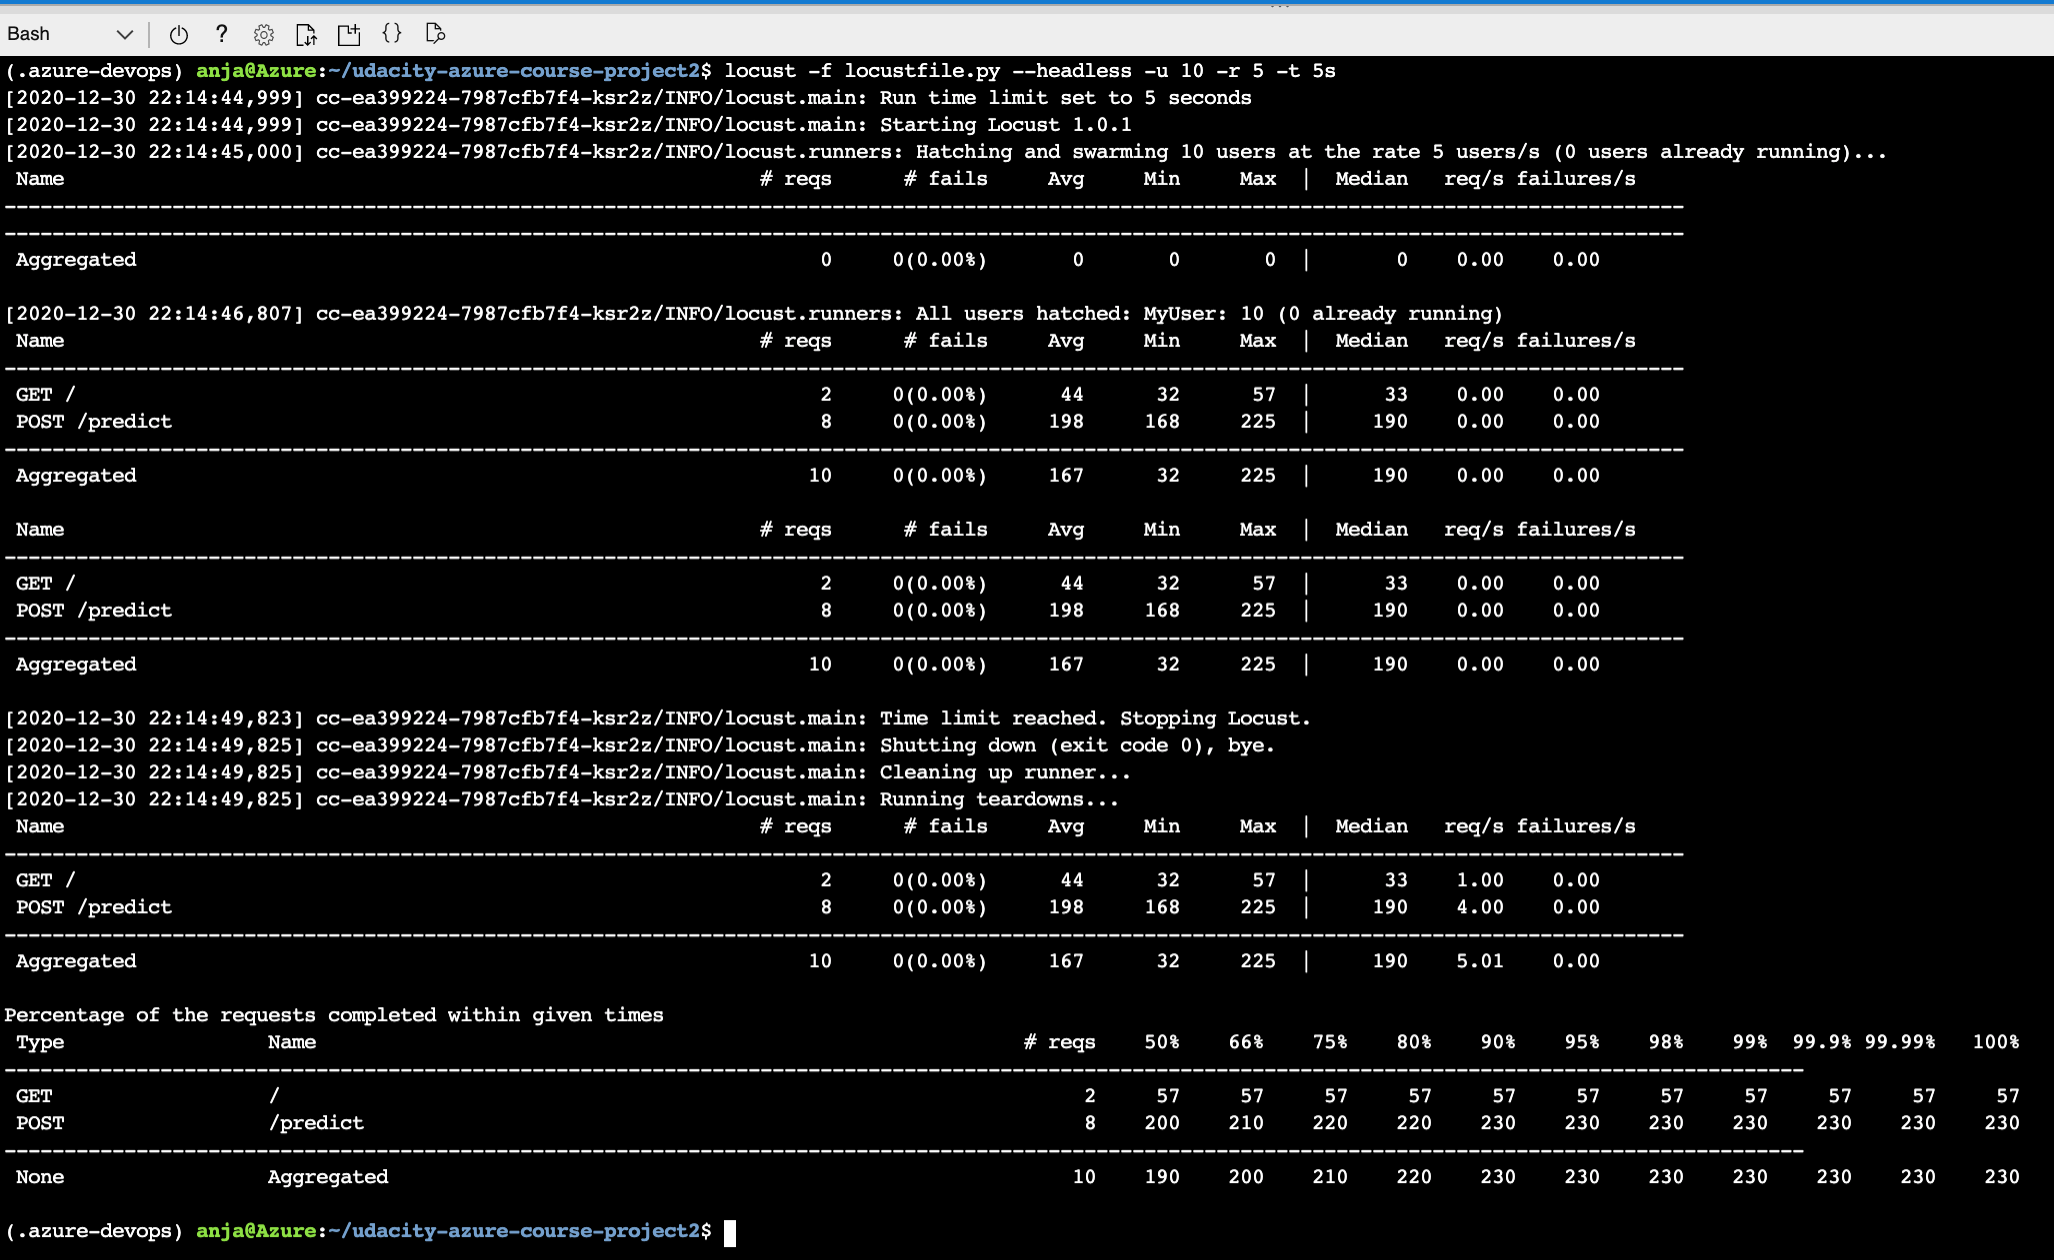 Bash
(.azure-devops) anja@Azure:~/udacity-azure-course-project2$ locust -f locustfile.py --headless -u 10 -r 5 -t 5s
[2020-12-30 22:14:44,999] cc-ea399224-7987cfb7f4-ksr2z/INFO/locust.main: Run time limit set to 5 seconds
[2020-12-30 22:14:44,999] cc-ea399224-7987cfb7f4-ksr2z/INFO/locust.main: Starting Locust 1.0.1
[2020-12-30 22:14:45,000] cc-ea399224-7987cfb7f4-ksr2z/INFO/locust.runners: Hatching and swarming 10 users at the rate 5 users/s (0 users already running)...
Name # reqs # fails Avg Min Max | Median req/s failures/s
Aggregated 0 0(0.00%) 0 0 0 | 0 0.00 0.00
[2020-12-30 22:14:46,807] cc-ea399224-7987cfb7f4-ksr2z/INFO/locust.runners: All users hatched: MyUser: 10 (0 already running)
Name # reqs # fails Avg Min Max | Median req/s failures/s
GET / 2 0(0.00%) 44 32 57 | 33 0.00 0.00
POST /predict 8 0(0.00%) 198 168 225 | 190 0.00 0.00
Aggregated 10 0(0.00%) 167 32 225 | 190 0.00 0.00
Name # reqs # fails Avg Min Max | Median req/s failures/s
GET / 2 0(0.00%) 44 32 57 | 33 0.00 0.00
POST /predict 8 0(0.00%) 198 168 225 | 190 0.00 0.00
Aggregated 10 0(0.00%) 167 32 225 | 190 0.00 0.00
[2020-12-30 22:14:49,823] cc-ea399224-7987cfb7f4-ksr2z/INFO/locust.main: Time limit reached. Stopping Locust.
[2020-12-30 22:14:49,825] cc-ea399224-7987cfb7f4-ksr2z/INFO/locust.main: Shutting down (exit code 0), bye.
[2020-12-30 22:14:49,825] cc-ea399224-7987cfb7f4-ksr2z/INFO/locust.main: Cleaning up runner...
[2020-12-30 22:14:49,825] cc-ea399224-7987cfb7f4-ksr2z/INFO/locust.main: Running teardowns...
Name # reqs # fails Avg Min Max | Median req/s failures/s
GET / 2 0(0.00%) 44 32 57 | 33 1.00 0.00
POST /predict 8 0(0.00%) 198 168 225 | 190 4.00 0.00
Aggregated 10 0(0.00%) 167 32 225 | 190 5.01 0.00
Percentage of the requests completed within given times
Type Name # reqs 50% 66% 75% 80% 90% 95% 98% 99% 99.9% 99.99% 100%
GET / 2 57 57 57 57 57 57 57 57 57 57 57
POST /predict 8 200 210 220 220 230 230 230 230 230 230 230
None Aggregated 10 190 200 210 220 230 230 230 230 230 230 230
(.azure-devops) anja@Azure:~/udacity-azure-course-project2$